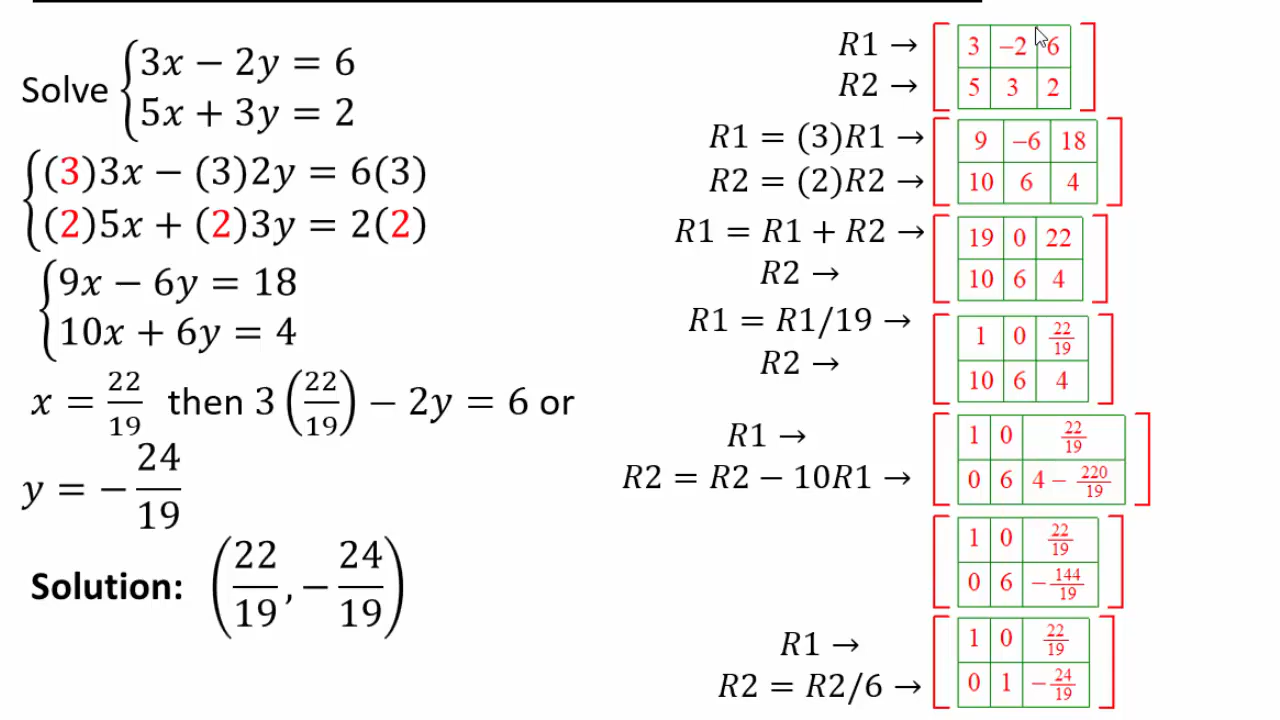 Solve {3x − 2y = 6
5x + 3y = 2
{(3)3x − (3)2y = 6(3)
(2)5x + (2)3y = 2(2)
{9x − 6y = 18
10x + 6y = 4
x = 22/19 then 3(22/19) − 2y = 6 or
y = −24/19
Solution: (22/19, −24/19)
R1 → [3 −2 6]
R2 → [5 3 2]
R1 = (3)R1 → [9 −6 18]
R2 = (2)R2 → [10 6 4]
R1 = R1 + R2 → [19 0 22]
R2 → [10 6 4]
R1 = R1/19 → [1 0 22/19]
R2 → [10 6 4]
R1 → [1 0 22/19]
R2 = R2 − 10R1 → [0 6 4 − 220/19]
[1 0 22/19]
[0 6 −144/19]
R1 → [1 0 22/19]
R2 = R2/6 → [0 1 −24/19]